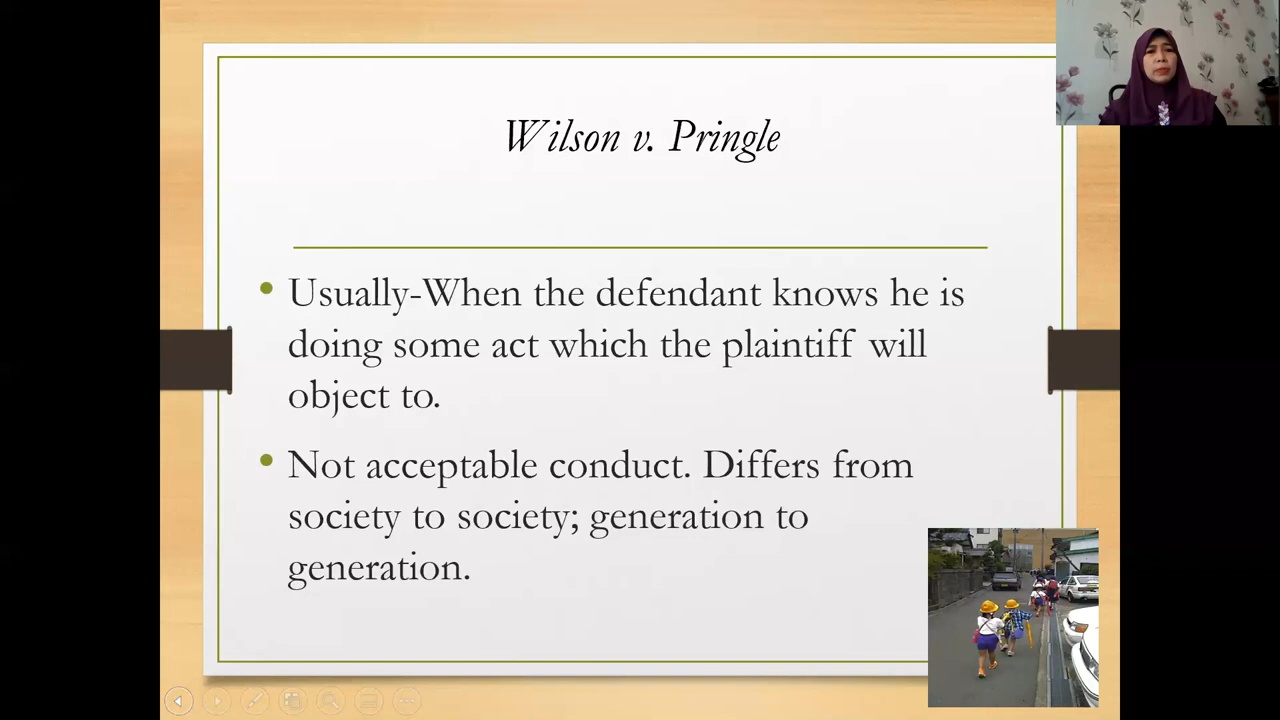 Wilson v. Pringle
Usually-When the defendant knows he is
doing some act which the plaintiff will
object to.
Not acceptable conduct. Differs from
society to society; generation to
generation.